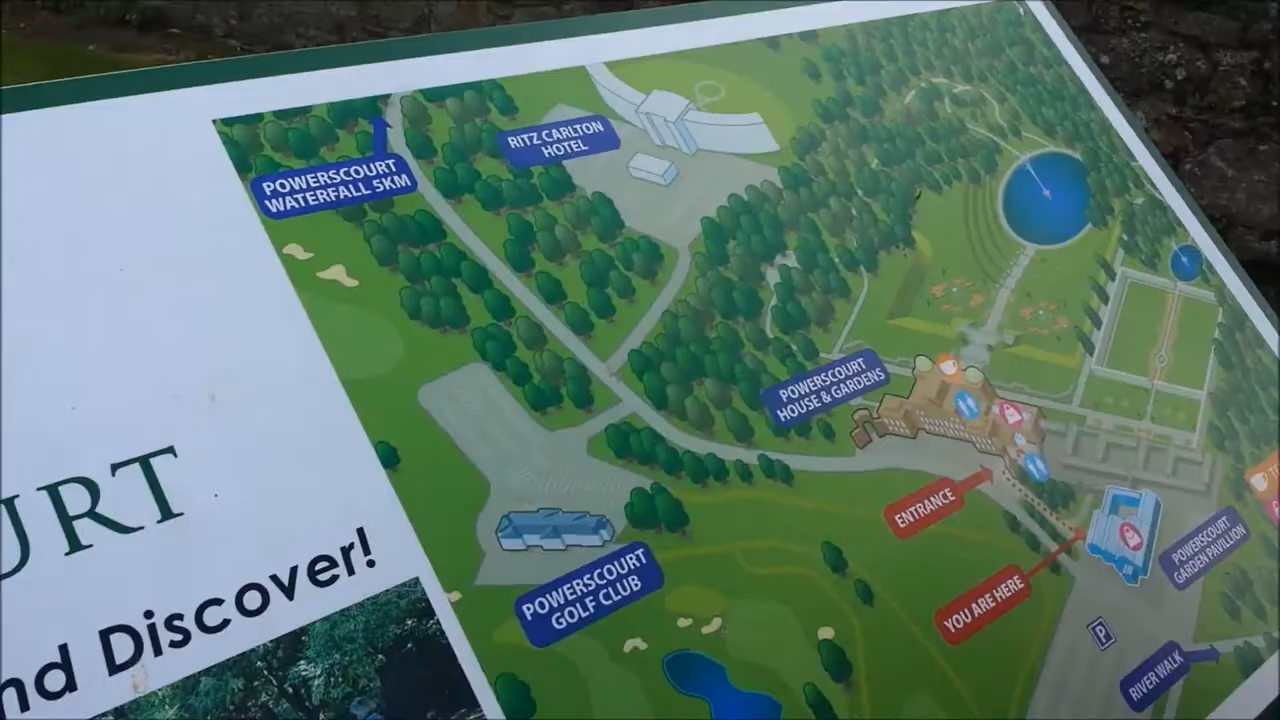 POWERSCOURT
WATERFALL 5KM
RITZ CARLTON
HOTEL
POWERSCOURT
HOUSE & GARDENS
ENTRANCE
YOU ARE HERE
POWERSCOURT
GARDEN PAVILION
P
RIVER WALK
POWERSCOURT
GOLF CLUB
URT
nd Discover!